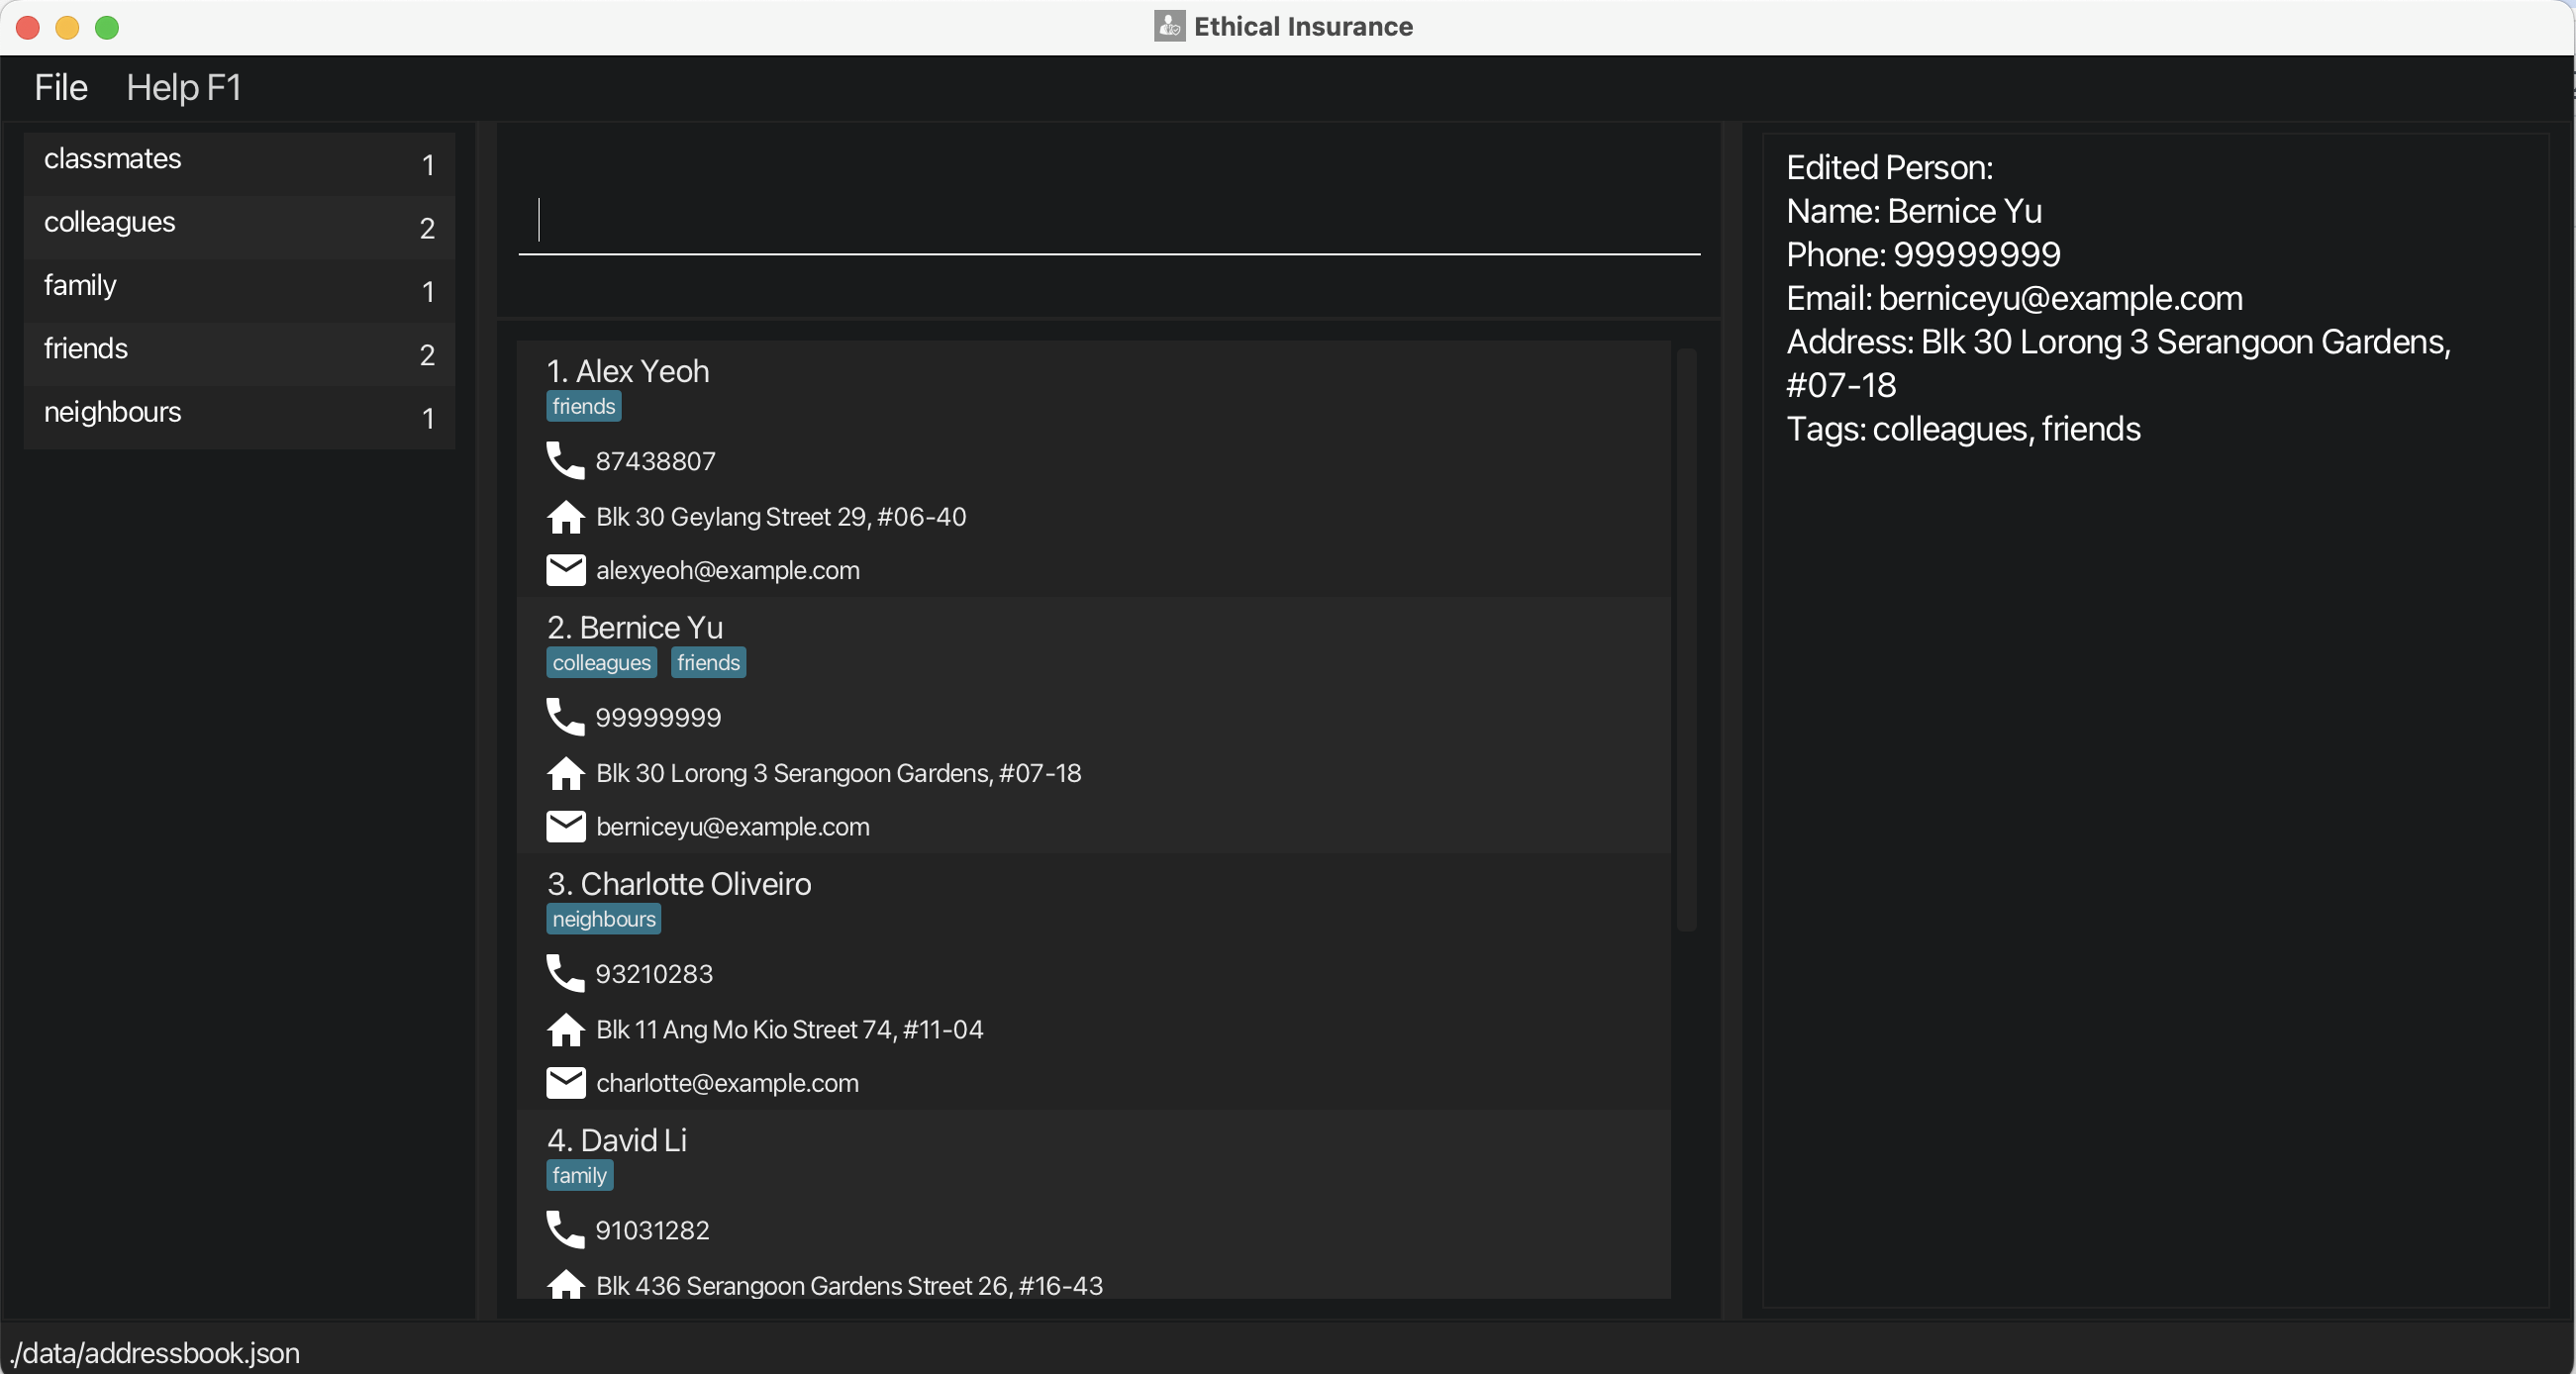 Ethical Insurance
File Help F1
classmates 1
colleagues 2
family 1
friends 2
neighbours 1
1. Alex Yeoh
friends
87438807
Blk 30 Geylang Street 29, #06-40
alexyeoh@example.com
2. Bernice Yu
colleagues friends
99999999
Blk 30 Lorong 3 Serangoon Gardens, #07-18
berniceyu@example.com
3. Charlotte Oliveiro
neighbours
93210283
Blk 11 Ang Mo Kio Street 74, #11-04
charlotte@example.com
4. David Li
family
91031282
Blk 436 Serangoon Gardens Street 26, #16-43
Edited Person:
Name: Bernice Yu
Phone: 99999999
Email: berniceyu@example.com
Address: Blk 30 Lorong 3 Serangoon Gardens,
#07-18
Tags: colleagues, friends
./data/addressbook.json